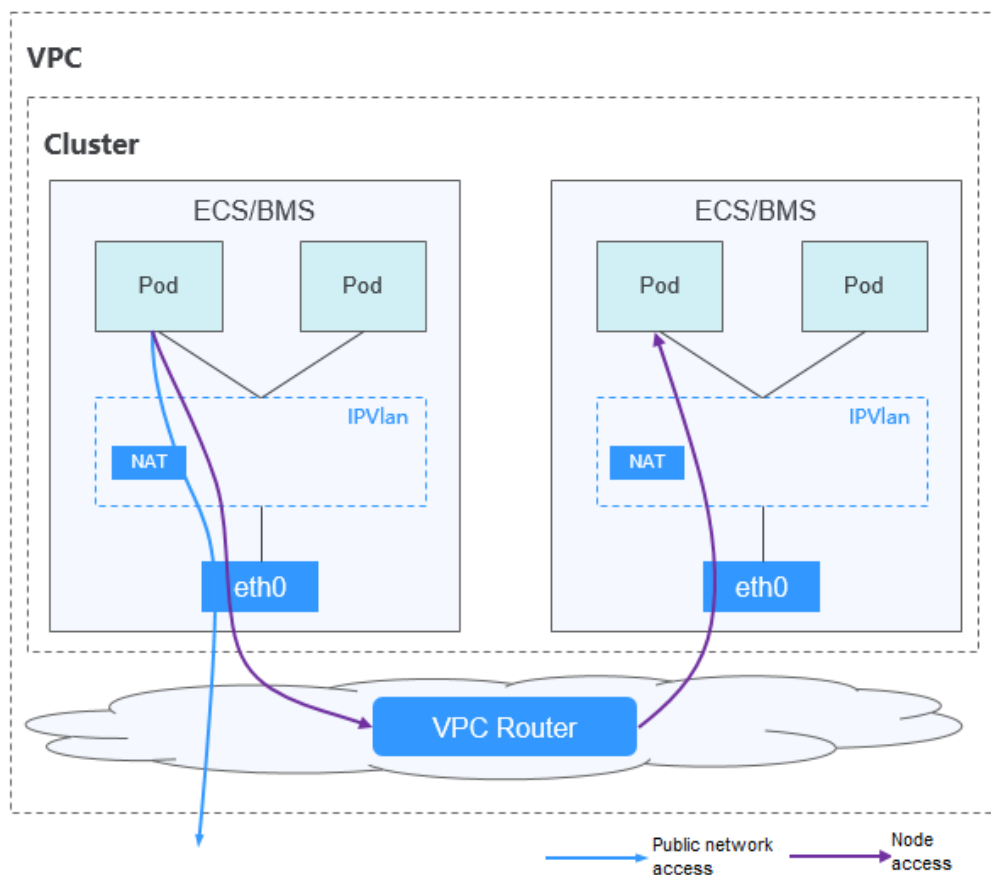 VPC
Cluster
ECS/BMS
ECS/BMS
Pod
Pod
Pod
Pod
IPVlan
IPVlan
NAT
NAT
eth0
eth0
VPC Router
Public network
access
Node
access